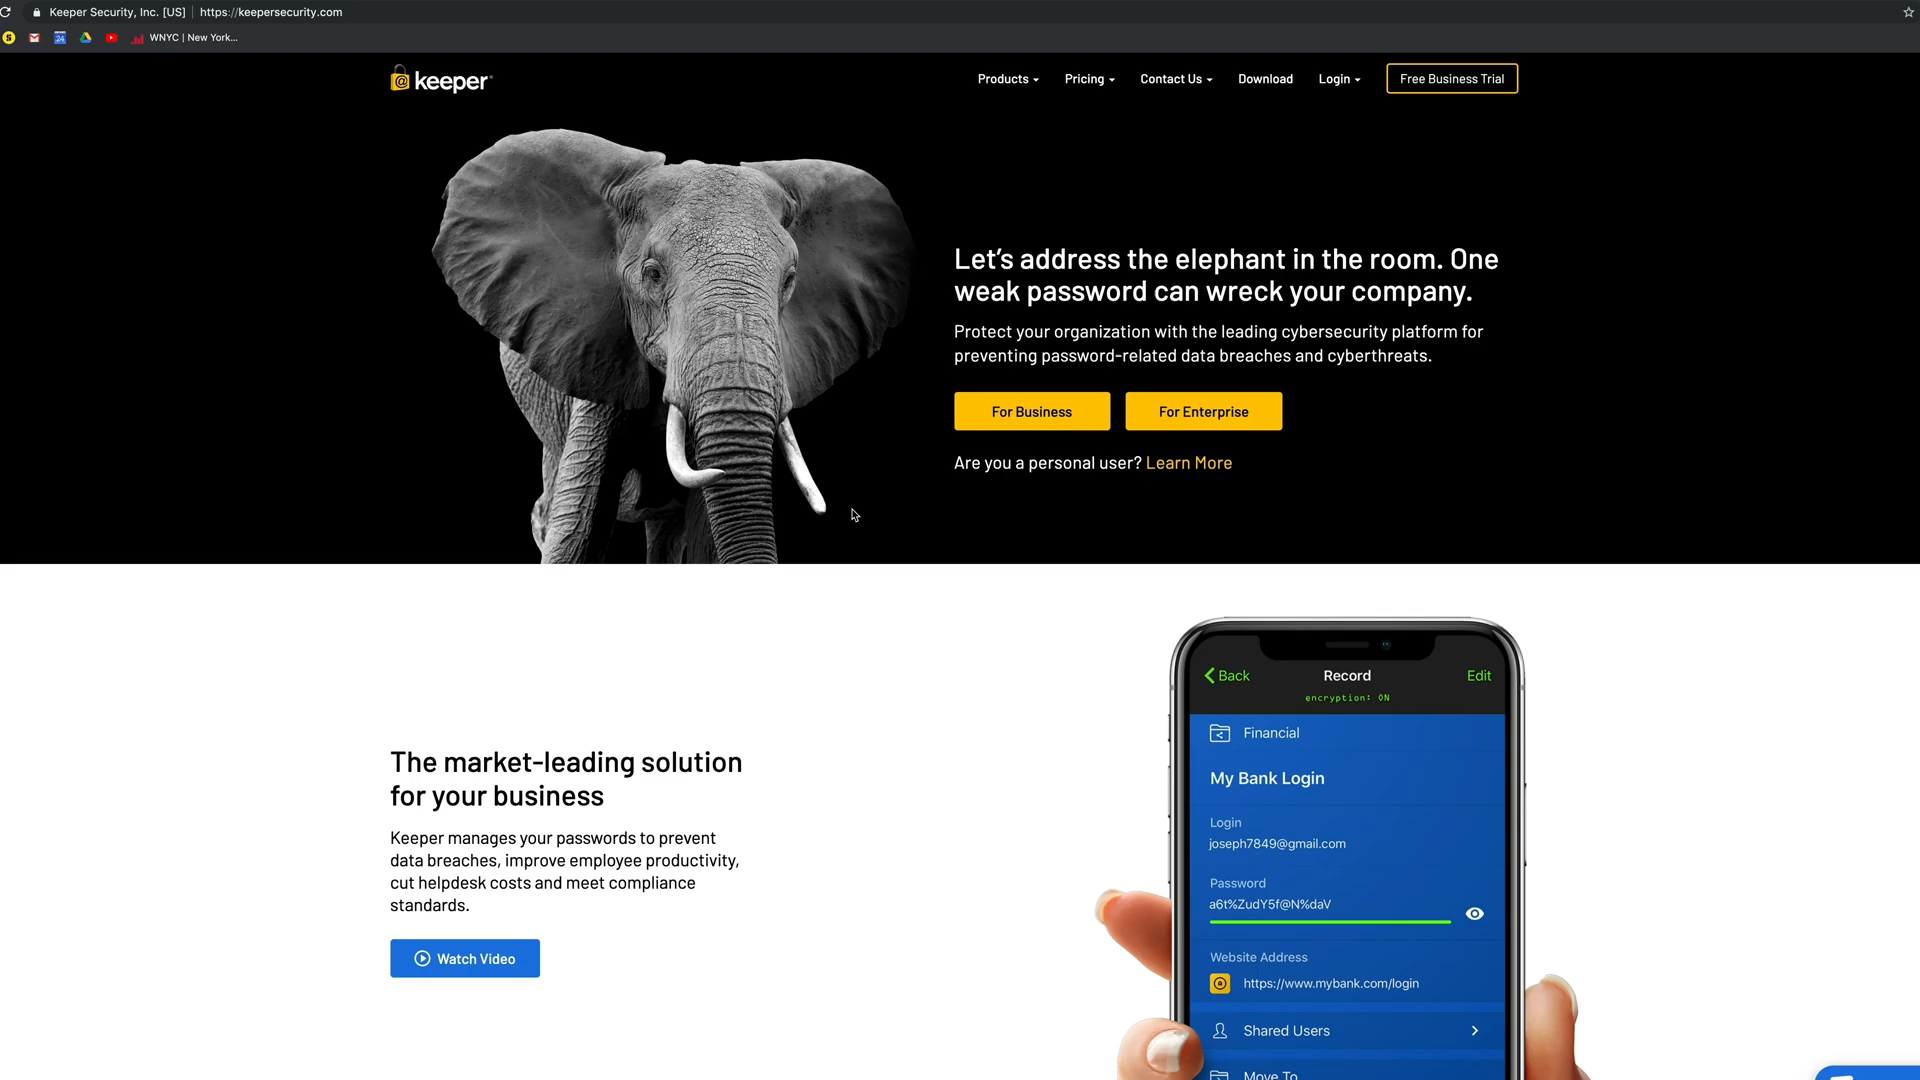 Keeper Security, Inc. [US] https://keepersecurity.com
S
24
WNYC | New York...
keeper
Products
Pricing
Contact Us
Download
Login
Free Business Trial
Let's address the elephant in the room. One
weak password can wreck your company.
Protect your organization with the leading cybersecurity platform for
preventing password-related data breaches and cyberthreats.
For Business
For Enterprise
Are you a personal user? Learn More
The market-leading solution
for your business
Keeper manages your passwords to prevent
data breaches, improve employee productivity,
cut helpdesk costs and meet compliance
standards.
Watch Video
Back
Record
Edit
encryption: ON
Financial
My Bank Login
Login
joseph7849@gmail.com
Password
a6t%ZudY5f@N%daV
Website Address
https://www.mybank.com/login
Shared Users
Move To